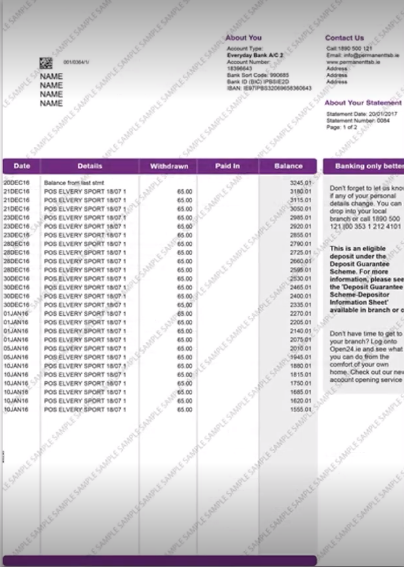 About You
Account Type:
Everyday Bank A/C 2
Account Number:
18398643
Bank Sort Code: 990685
Bank ID (BIC) IPBSIE2D
Contact Us
Call:1890 500 121
Email: info@permanenttsb.ie
www.permanenttsb.ie
Address
Address
Address
NAME
NAME
NAME
NAME
About Your Statement
Statement Date: 20/01/2017
Statement Number: 0084
Page: 1 of 2
Date Details Withdrawn Paid In Balance
20DEC16 Balance from last stmt 3245.01
21DEC16 POS ELVERY SPORT 18/07 1 65.00 3180.01
21DEC16 POS ELVERY SPORT 18/07 1 65.00 3115.01
21DEC16 POS ELVERY SPORT 18/07 1 65.00 3050.01
23DEC16 POS ELVERY SPORT 18/07 1 65.00 2985.01
23DEC16 POS ELVERY SPORT 18/07 1 65.00 2920.01
23DEC16 POS ELVERY SPORT 18/07 1 65.00 2855.01
28DEC16 POS ELVERY SPORT 18/07 1 65.00 2790.01
28DEC16 POS ELVERY SPORT 18/07 1 65.00 2725.01
28DEC16 POS ELVERY SPORT 18/07 1 65.00 2660.01
28DEC16 POS ELVERY SPORT 18/07 1 65.00 2595.01
30DEC16 POS ELVERY SPORT 18/07 1 65.00 2530.01
30DEC16 POS ELVERY SPORT 18/07 1 65.00 2465.01
30DEC16 POS ELVERY SPORT 18/07 1 65.00 2400.01
30DEC16 POS ELVERY SPORT 18/07 1 65.00 2335.01
01JAN16 POS ELVERY SPORT 18/07 1 65.00 2270.01
01JAN16 POS ELVERY SPORT 18/07 1 65.00 2205.01
01JAN16 POS ELVERY SPORT 18/07 1 65.00 2140.01
01JAN16 POS ELVERY SPORT 18/07 1 65.00 2075.01
05JAN16 POS ELVERY SPORT 18/07 1 65.00 2010.01
05JAN16 POS ELVERY SPORT 18/07 1 65.00 1945.01
10JAN16 POS ELVERY SPORT 18/07 1 65.00 1880.01
10JAN16 POS ELVERY SPORT 18/07 1 65.00 1815.01
10JAN16 POS ELVERY SPORT 18/07 1 65.00 1750.01
10JAN16 POS ELVERY SPORT 18/07 1 65.00 1685.01
10JAN16 POS ELVERY SPORT 18/07 1 65.00 1620.01
10JAN16 POS ELVERY SPORT 18/07 1 65.00 1555.01
Banking only better
Don't forget to let us know
if any of your personal
details change. You can
drop into your local
branch or call 1890 500
121 (00 353 1 212 4101
This is an eligible
deposit under the
Deposit Guarantee
Scheme. For more
information, please see
the 'Deposit Guarantee
Scheme-Depositor
Information Sheet'
available in branch or o
Don't have time to get to
your branch? Log onto
Open24.ie and see what
you can do from the
comfort of your own
home. Check out our new
account opening service
SAMPLE SAMPLE SAMPLE SAMPLE